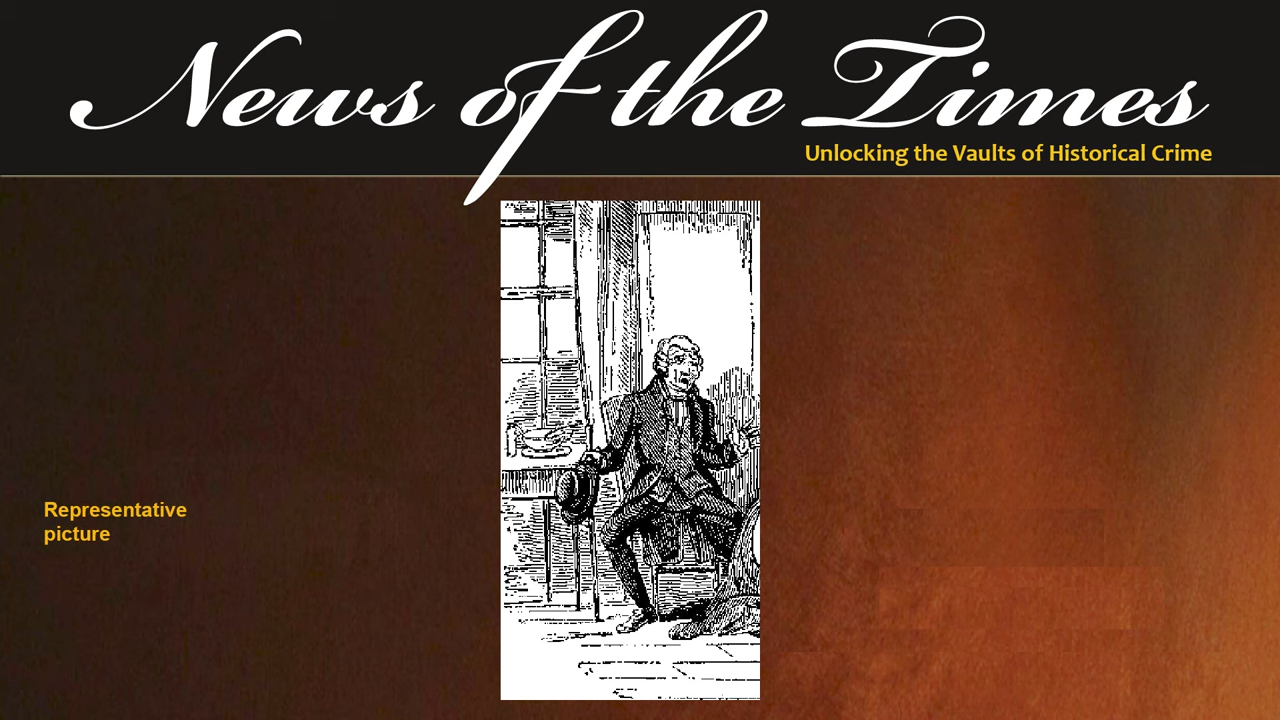 News of the Times
Unlocking the Vaults of Historical Crime
Representative
picture